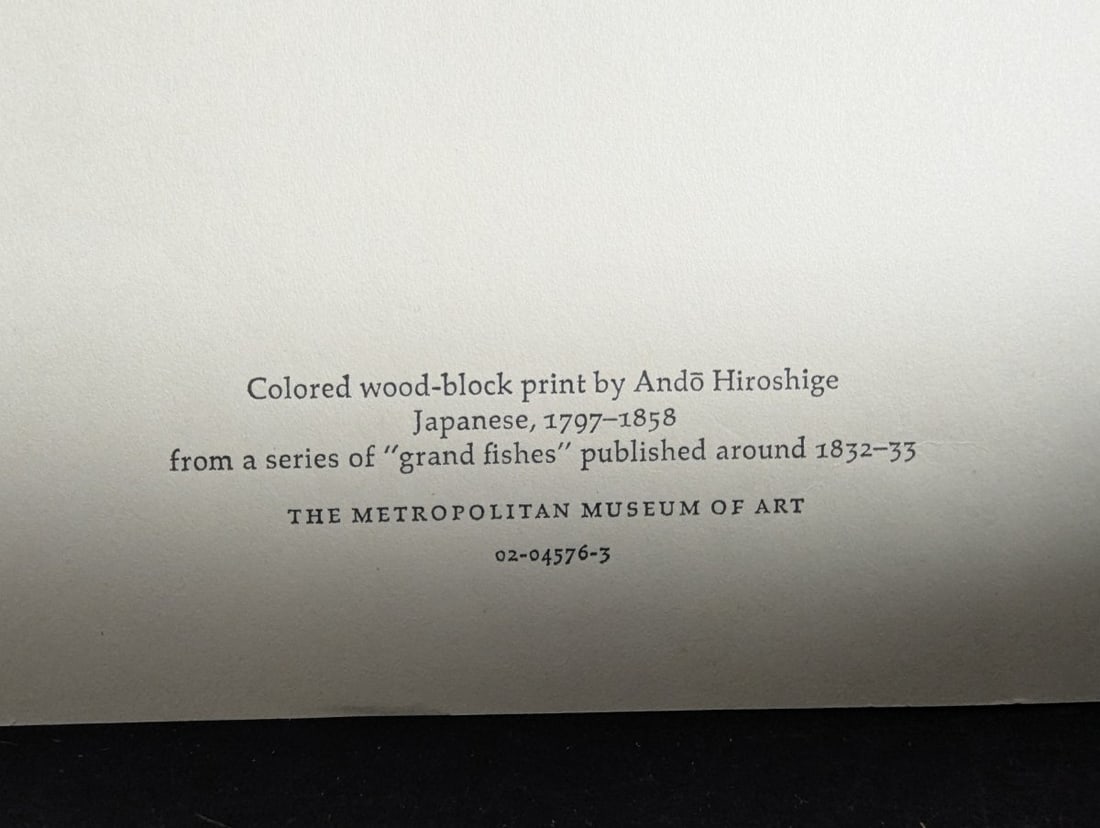 Colored wood-block print by Andō Hiroshige
Japanese, 1797–1858
from a series of "grand fishes" published around 1832–33
THE METROPOLITAN MUSEUM OF ART
02-04576-3